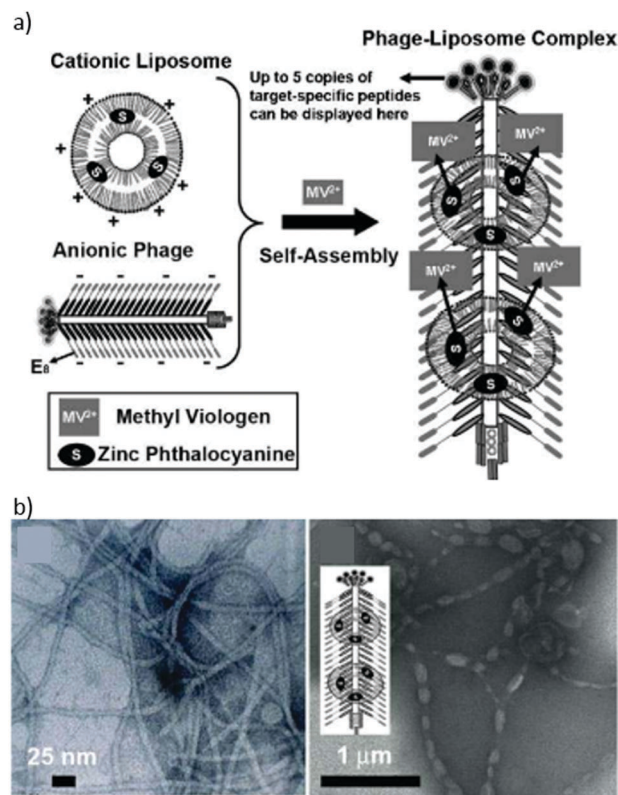 a)
Phage-Liposome Complex
Cationic Liposome
Up to 5 copies of
target-specific peptides
can be displayed here
+ + + + + + + +
S S S
MV2+ MV2+
S S
S
MV2+
Self-Assembly
Anionic Phage
- - - -
- - - -
E8
MV2+ MV2+
S S
S
MV2+ Methyl Viologen
S Zinc Phthalocyanine
b)
25 nm
1 μm